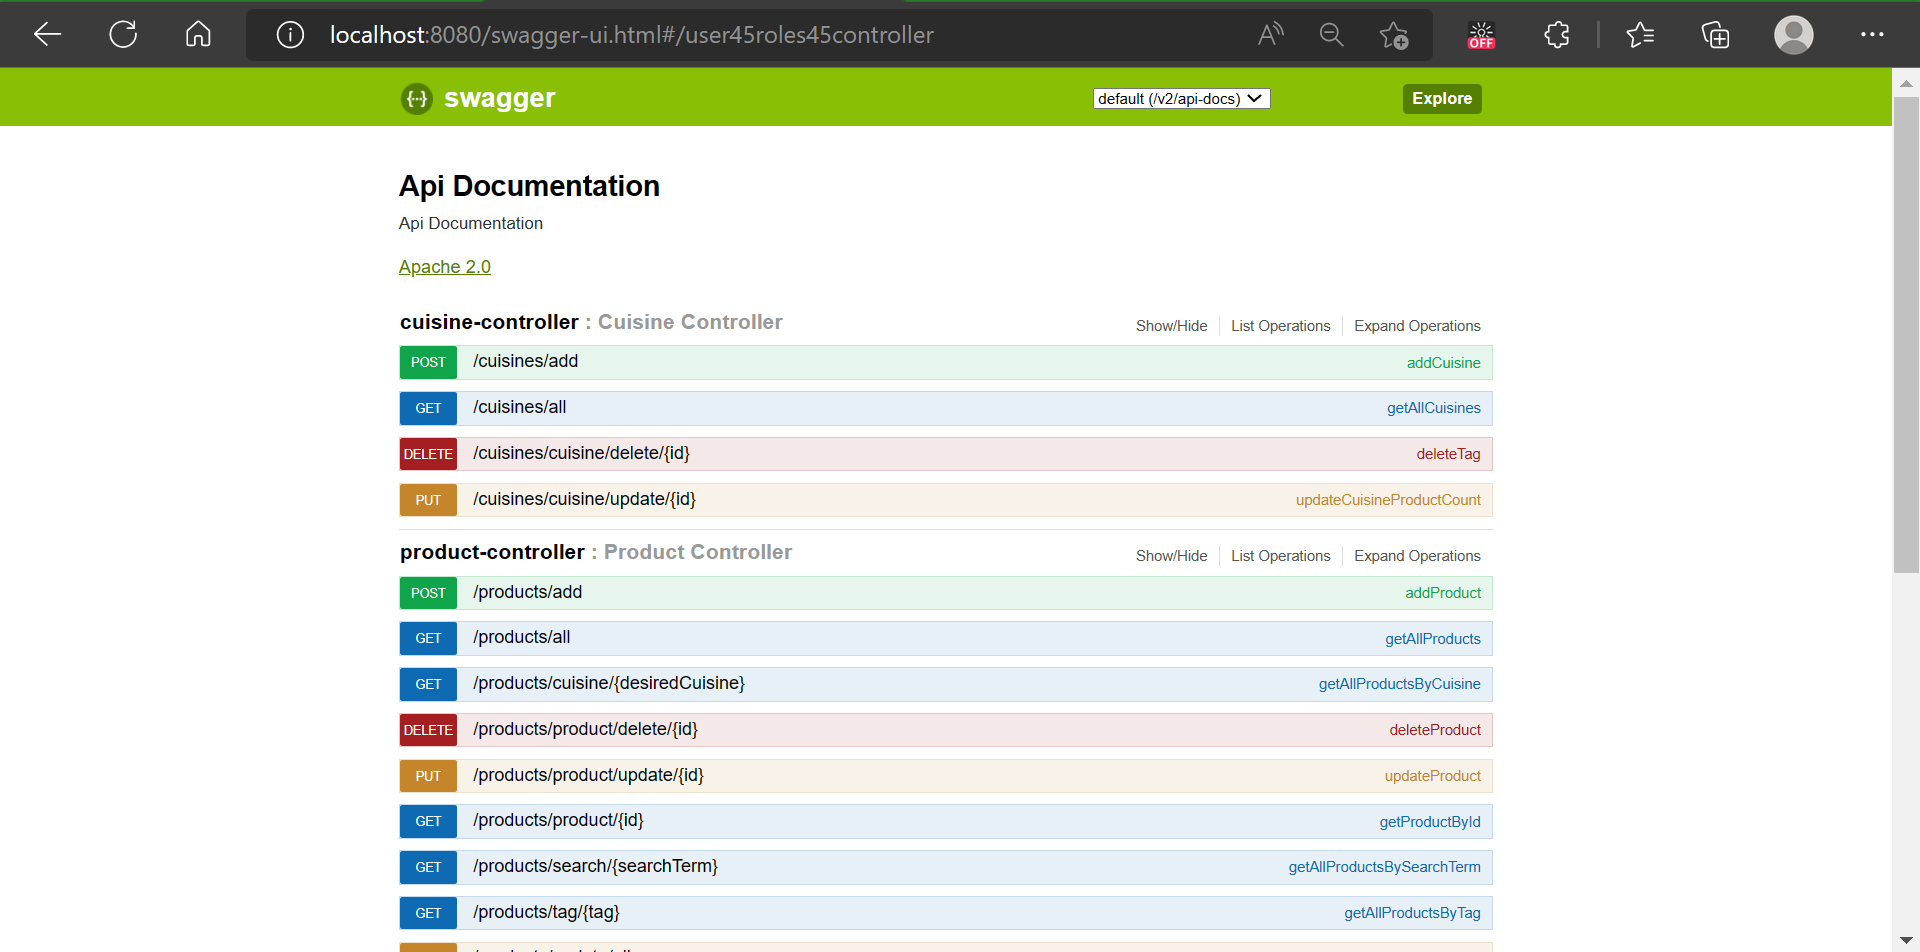 localhost:8080/swagger-ui.html#/user45roles45controller
OFF
swagger
default (/v2/api-docs)
Explore
Api Documentation
Api Documentation
Apache 2.0
cuisine-controller : Cuisine Controller
Show/Hide
List Operations
Expand Operations
POST /cuisines/add addCuisine
GET /cuisines/all getAllCuisines
DELETE /cuisines/cuisine/delete/{id} deleteTag
PUT /cuisines/cuisine/update/{id} updateCuisineProductCount
product-controller : Product Controller
Show/Hide
List Operations
Expand Operations
POST /products/add addProduct
GET /products/all getAllProducts
GET /products/cuisine/{desiredCuisine} getAllProductsByCuisine
DELETE /products/product/delete/{id} deleteProduct
PUT /products/product/update/{id} updateProduct
GET /products/product/{id} getProductById
GET /products/search/{searchTerm} getAllProductsBySearchTerm
GET /products/tag/{tag} getAllProductsByTag